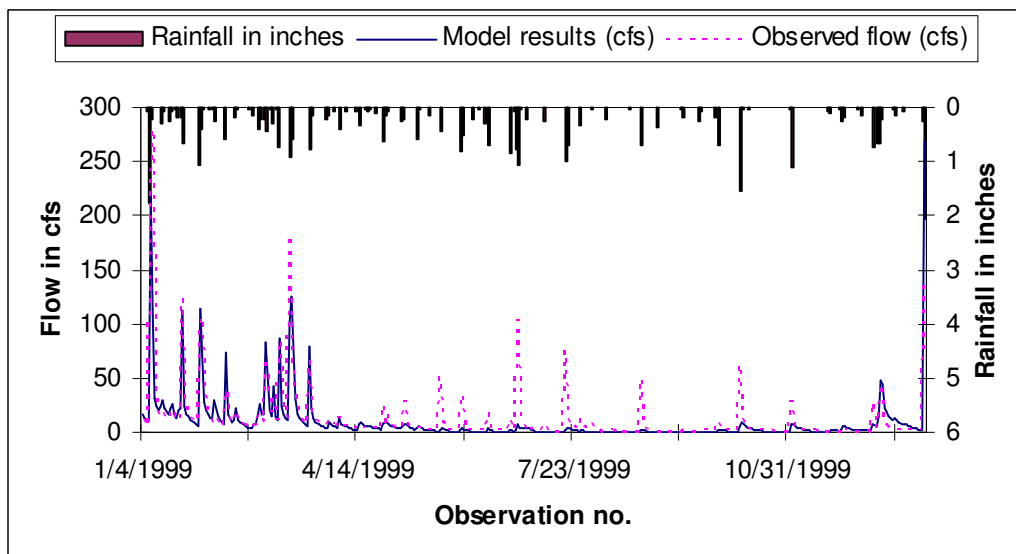 Rainfall in inches Model results (cfs) Observed flow (cfs)
300
250
200
150
100
50
0
Flow in cfs
0
1
2
3
4
5
6
Rainfall in inches
1/4/1999 4/14/1999 7/23/1999 10/31/1999
Observation no.